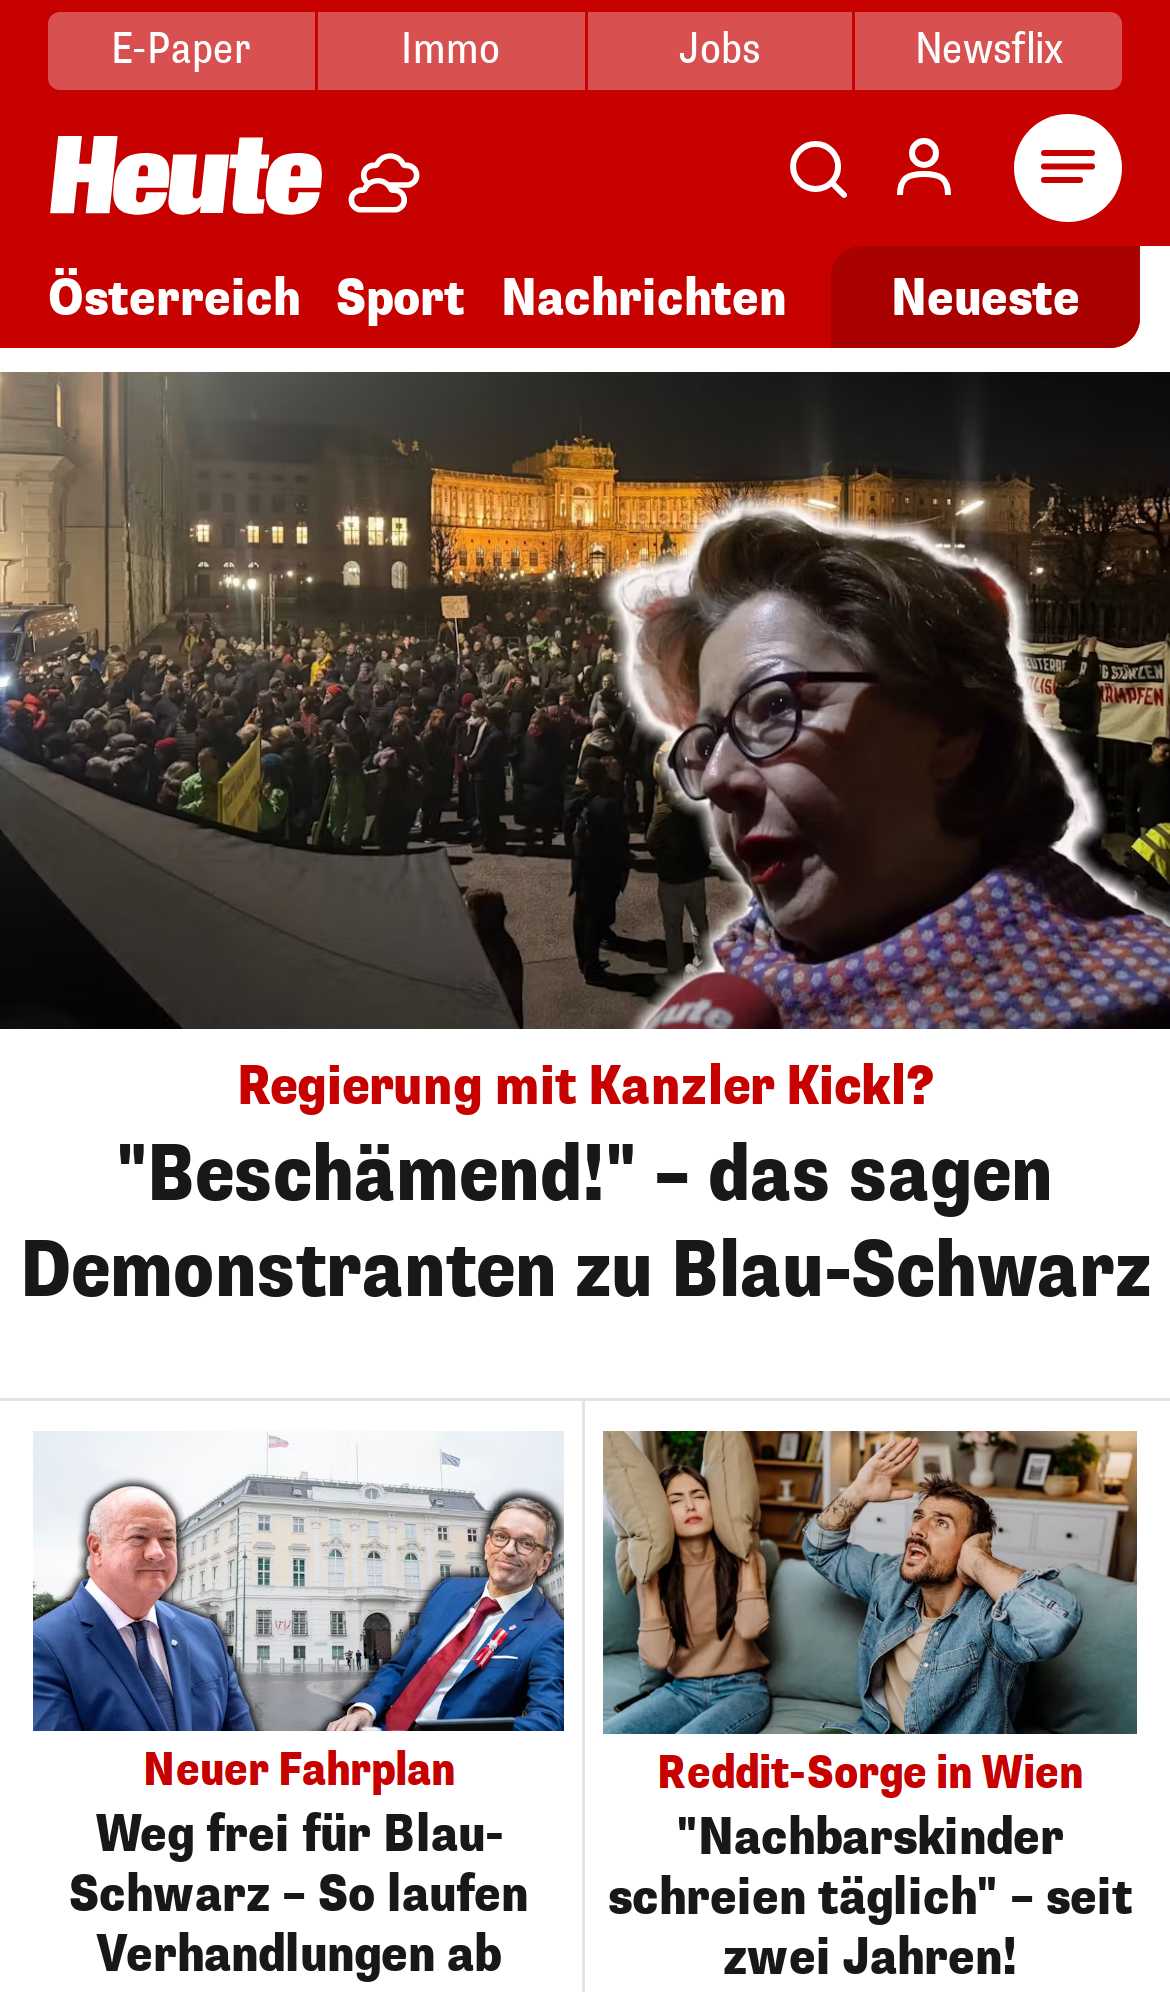 E-Paper Immo Jobs Newsflix
Heute
Österreich Sport Nachrichten Neueste
STÜRZEN
ute
Regierung mit Kanzler Kickl?
"Beschämend!" – das sagen
Demonstranten zu Blau-Schwarz
Neuer Fahrplan
Weg frei für Blau-
Schwarz – So laufen
Verhandlungen ab
Reddit-Sorge in Wien
"Nachbarskinder
schreien täglich" – seit
zwei Jahren!